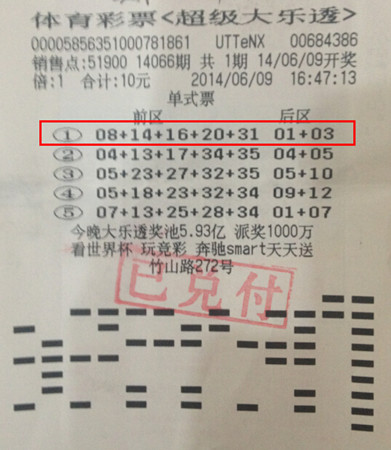 体育彩票<超级大乐透>
00005856351000781861 UTTeNX 00684386
销售点:51900 14066期 共 1期 14/06/09开奖
倍:1 合计:10元 2014/06/09 16:47:13
单式票
前区 后区
① 08+14+16+20+31 01+03
② 04+13+17+34+35 04+05
③ 05+23+27+32+35 05+10
④ 05+18+23+32+34 09+12
⑤ 07+13+25+28+34 01+07
今晚大乐透奖池5.93亿 派奖1000万
看世界杯 玩竞彩 奔驰smart天天送
竹山路272号
已兑付